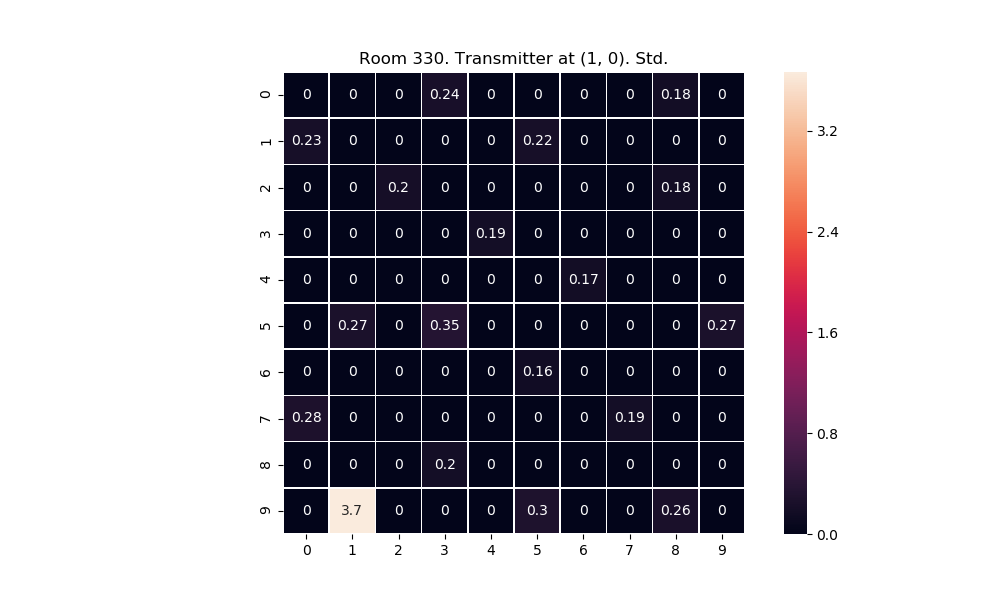 Room 330. Transmitter at (1, 0). Std.
0 0 0 0 0.24 0 0 0 0 0.18 0
1 0.23 0 0 0 0 0.22 0 0 0 0
2 0 0 0.2 0 0 0 0 0 0.18 0
3 0 0 0 0 0.19 0 0 0 0 0
4 0 0 0 0 0 0 0.17 0 0 0
5 0 0.27 0 0.35 0 0 0 0 0 0.27
6 0 0 0 0 0 0.16 0 0 0 0
7 0.28 0 0 0 0 0 0 0.19 0 0
8 0 0 0 0.2 0 0 0 0 0 0
9 0 3.7 0 0 0 0.3 0 0 0.26 0
0 1 2 3 4 5 6 7 8 9
3.2
2.4
1.6
0.8
0.0